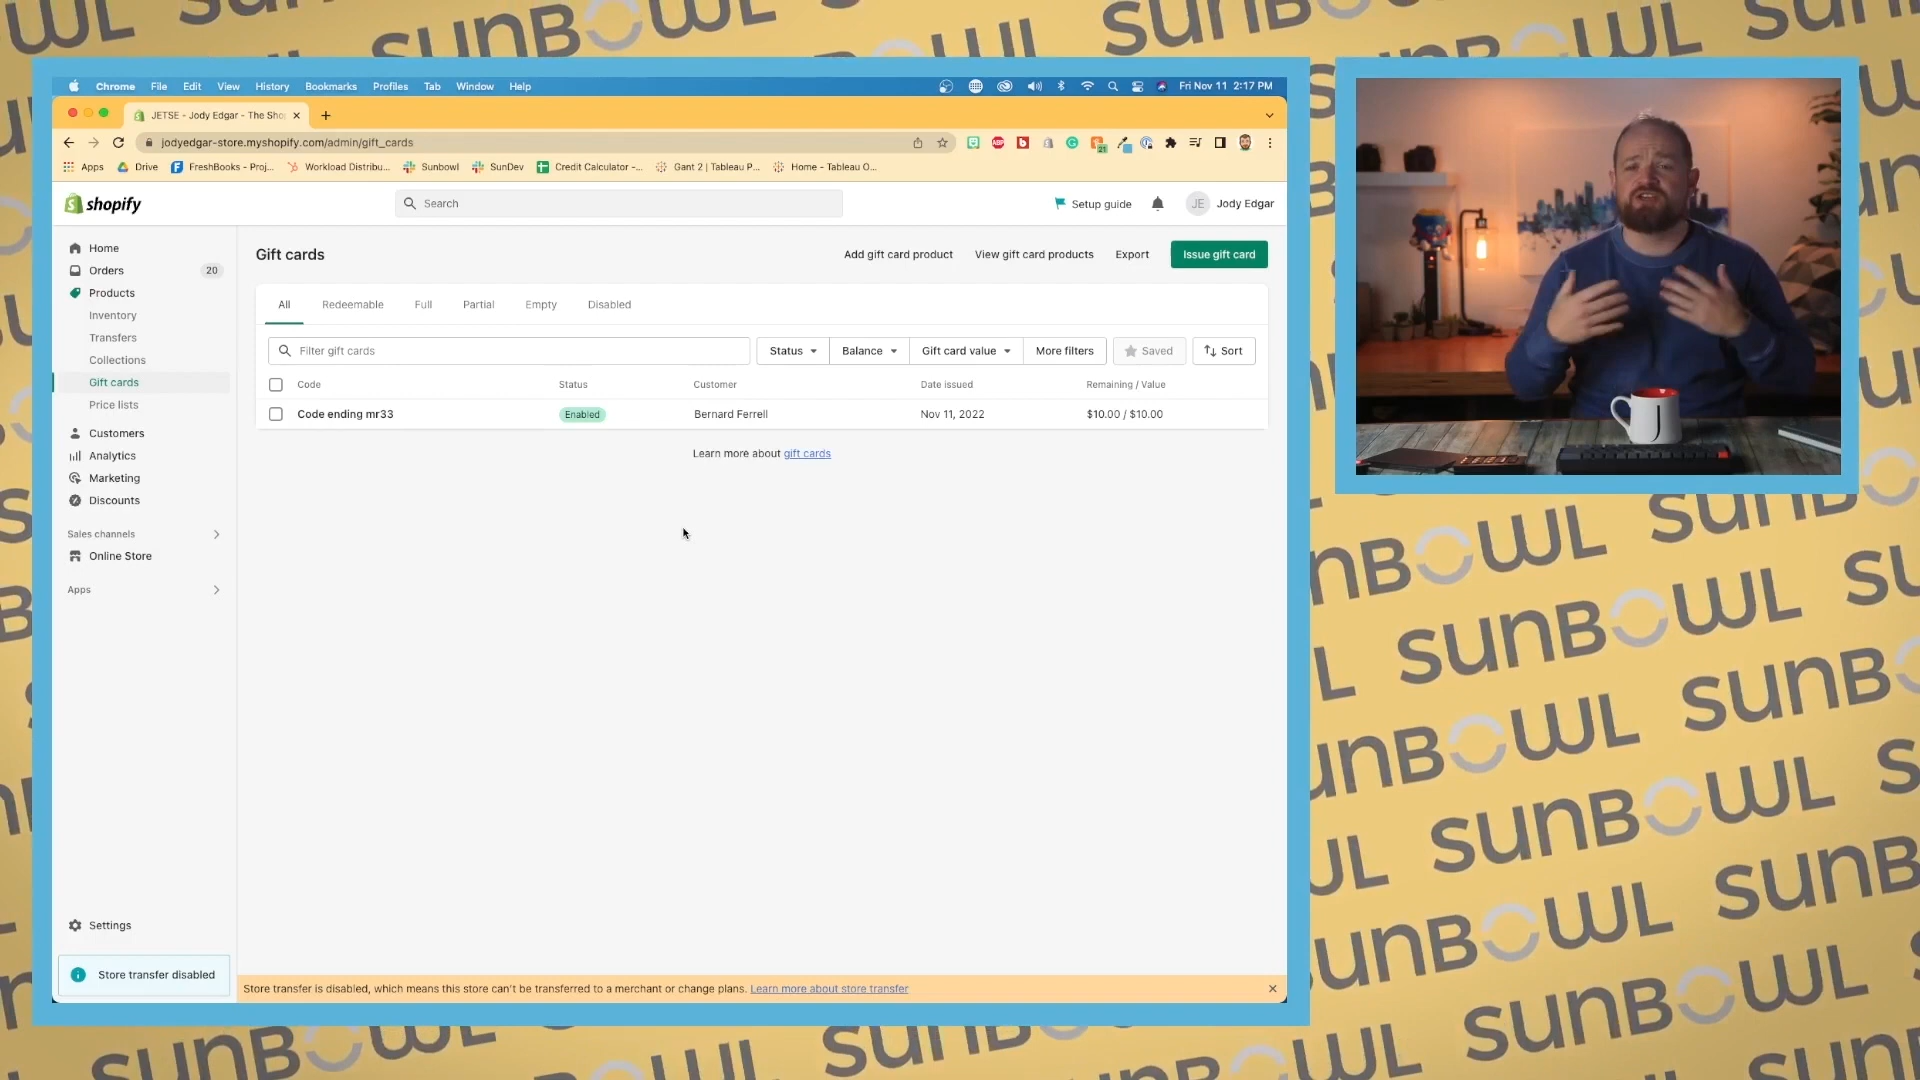 Chrome File Edit View History Bookmarks Profiles Tab Window Help Fri Nov 11 2:17 PM
JETSE - Jody Edgar - The Sho
jodyedgar-store.myshopify.com/admin/gift_cards
Apps Drive FreshBooks - Proj... Workload Distribu... Sunbowl SunDev Credit Calculator -... Gant 2 | Tableau P... Home - Tableau O...
shopify Search Setup guide JE Jody Edgar
Home
Orders 20
Products
Inventory
Transfers
Collections
Gift cards
Price lists
Customers
Analytics
Marketing
Discounts
Sales channels
Online Store
Apps
Settings
Store transfer disabled
Gift cards Add gift card product View gift card products Export Issue gift card
All Redeemable Full Partial Empty Disabled
Filter gift cards Status Balance Gift card value More filters Saved Sort
Code Status Customer Date issued Remaining / Value
Code ending mr33 Enabled Bernard Ferrell Nov 11, 2022 $10.00 / $10.00
Learn more about gift cards
Store transfer is disabled, which means this store can't be transferred to a merchant or change plans. Learn more about store transfer
SUNBOWL
SUNBOWL
SUNBOWL
SUNBOWL
SUNBOWL